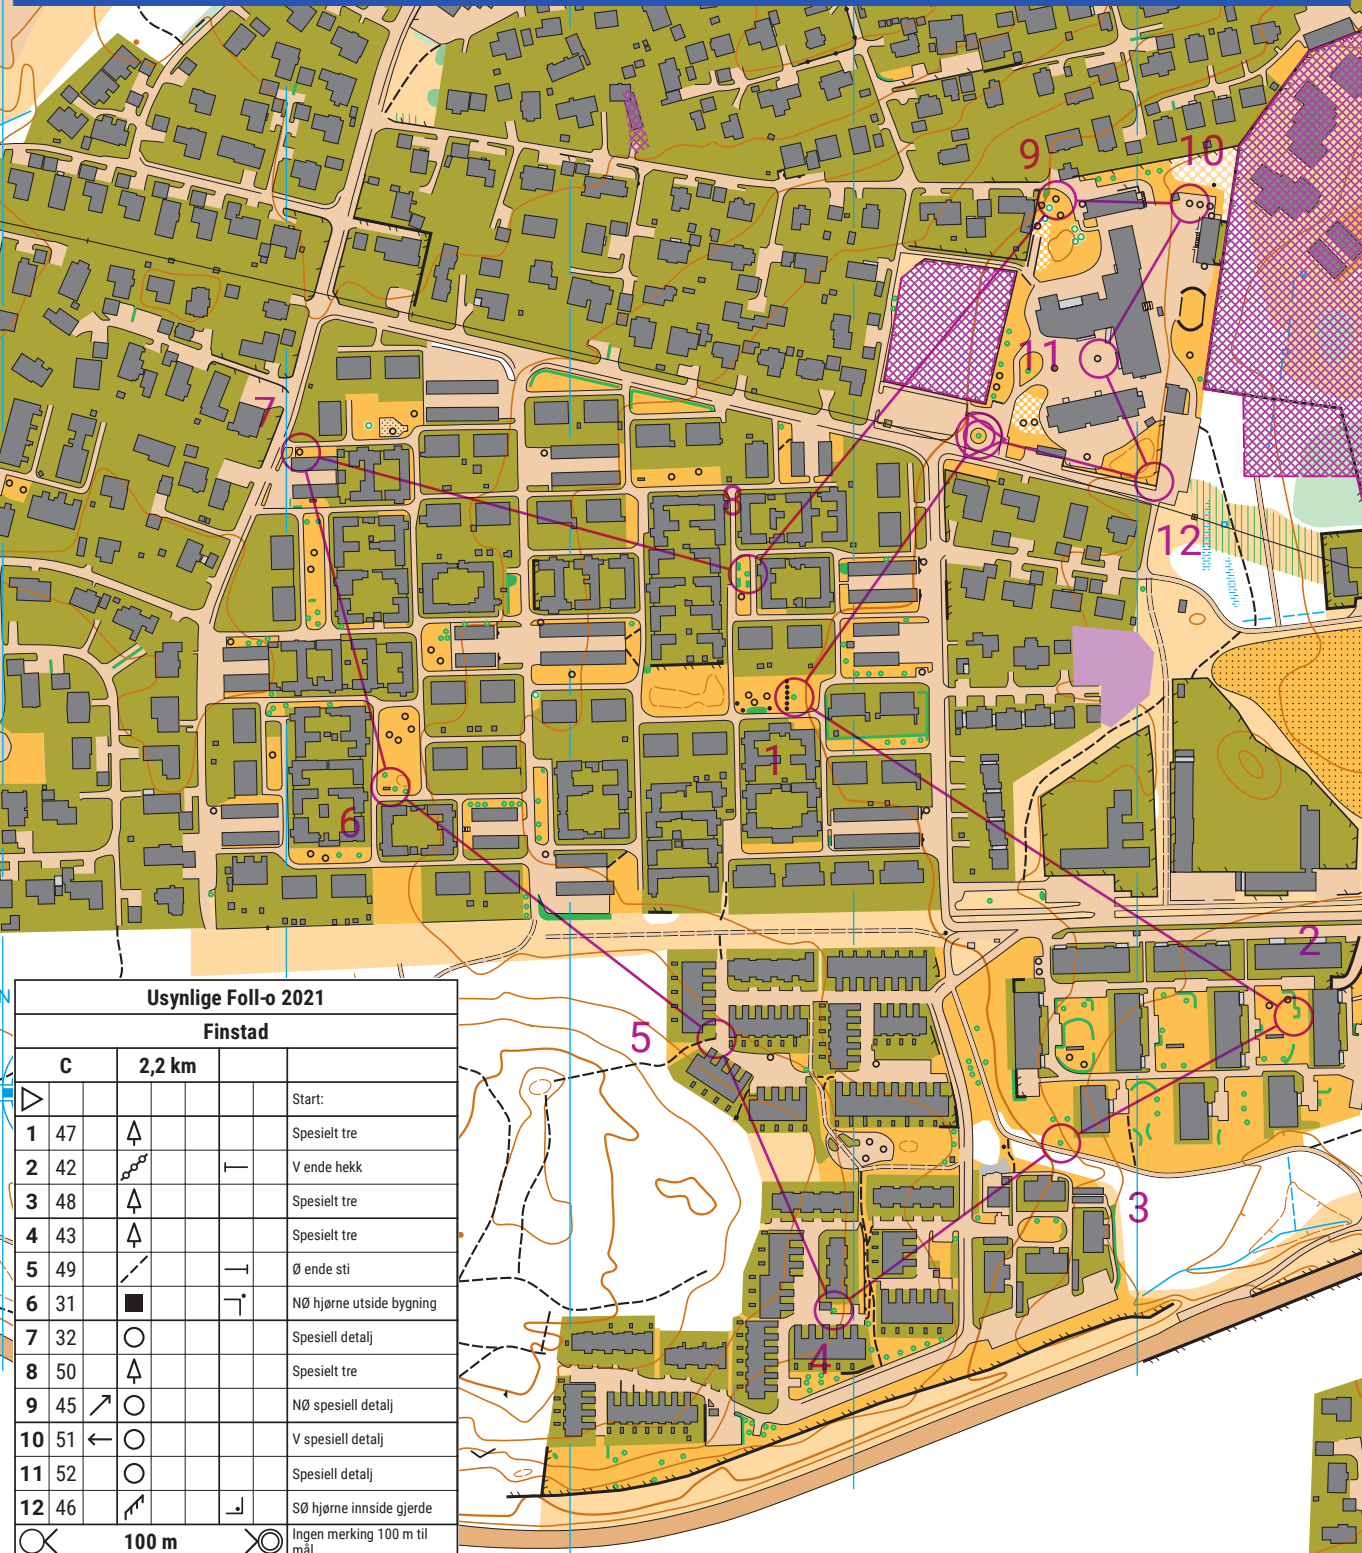 9
10
11
7
8
12
1
6
2
5
3
4
N
Usynlige Foll-o 2021
Finstad
C 2,2 km
Start:
1 47 Spesielt tre
2 42 V ende hekk
3 48 Spesielt tre
4 43 Spesielt tre
5 49 Ø ende sti
6 31 NØ hjørne utside bygning
7 32 Spesiell detalj
8 50 Spesielt tre
9 45 NØ spesiell detalj
10 51 V spesiell detalj
11 52 Spesiell detalj
12 46 SØ hjørne innside gjerde
100 m Ingen merking 100 m til
mål